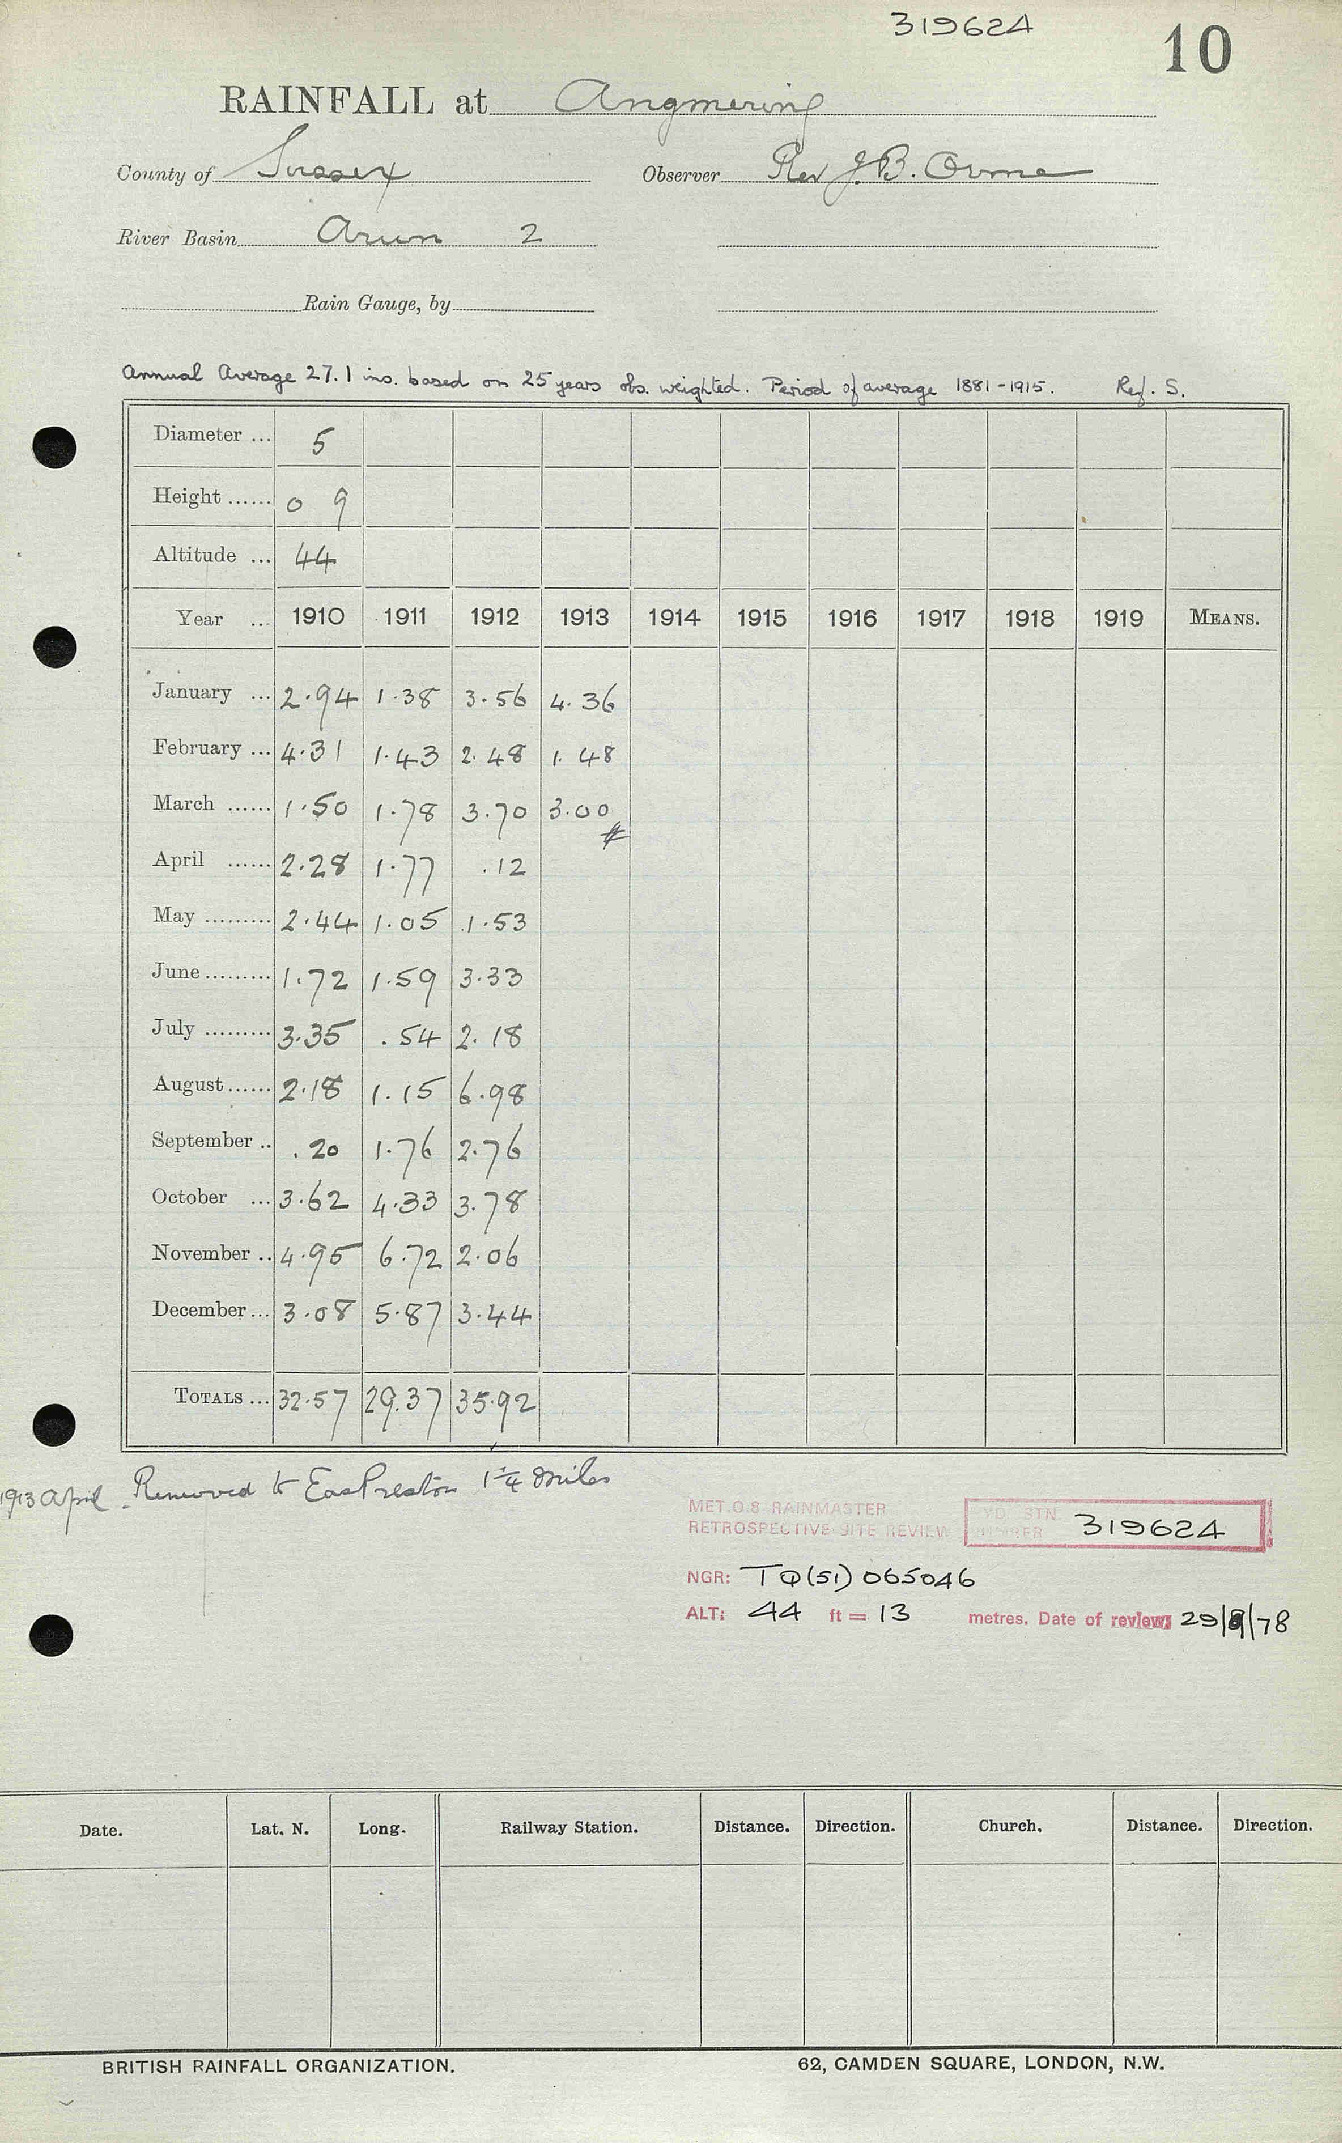 319624
10
RAINFALL at Angmering
County of Sussex Observer Rev J.B. Orme
River Basin Arun 2
Rain Gauge, by
Annual Average 27.1 ins. based on 25 years obs. weighted. Period of average 1881-1915. Ref. S.
Diameter ... 5
Height ...... 0 9
Altitude ... 44
Year ... 1910 1911 1912 1913 1914 1915 1916 1917 1918 1919 MEANS.
January ... 2.94 1.38 3.56 4.36
February ... 4.31 1.43 2.48 1.48
March ...... 1.50 1.78 3.70 3.00
April ...... 2.28 1.77 .12
May ......... 2.44 1.05 1.53
June ......... 1.72 1.59 3.33
July ......... 3.35 .54 2.18
August ...... 2.18 1.15 6.98
September .. .20 1.76 2.76
October ... 3.62 4.33 3.78
November .. 4.95 6.72 2.06
December ... 3.08 5.87 3.44
TOTALS ... 32.57 29.37 35.92
1913 April. Removed to East Preston 1 1/4 miles
MET.O.8 RAINMASTER
RETROSPECTIVE SITE REVIEW
STN. NUMBER 319624
NGR: TQ(51) 065046
ALT: 44 ft = 13 metres. Date of review: 29/9/78
Date. Lat. N. Long. Railway Station. Distance. Direction. Church. Distance. Direction.
BRITISH RAINFALL ORGANIZATION. 62, CAMDEN SQUARE, LONDON, N.W.